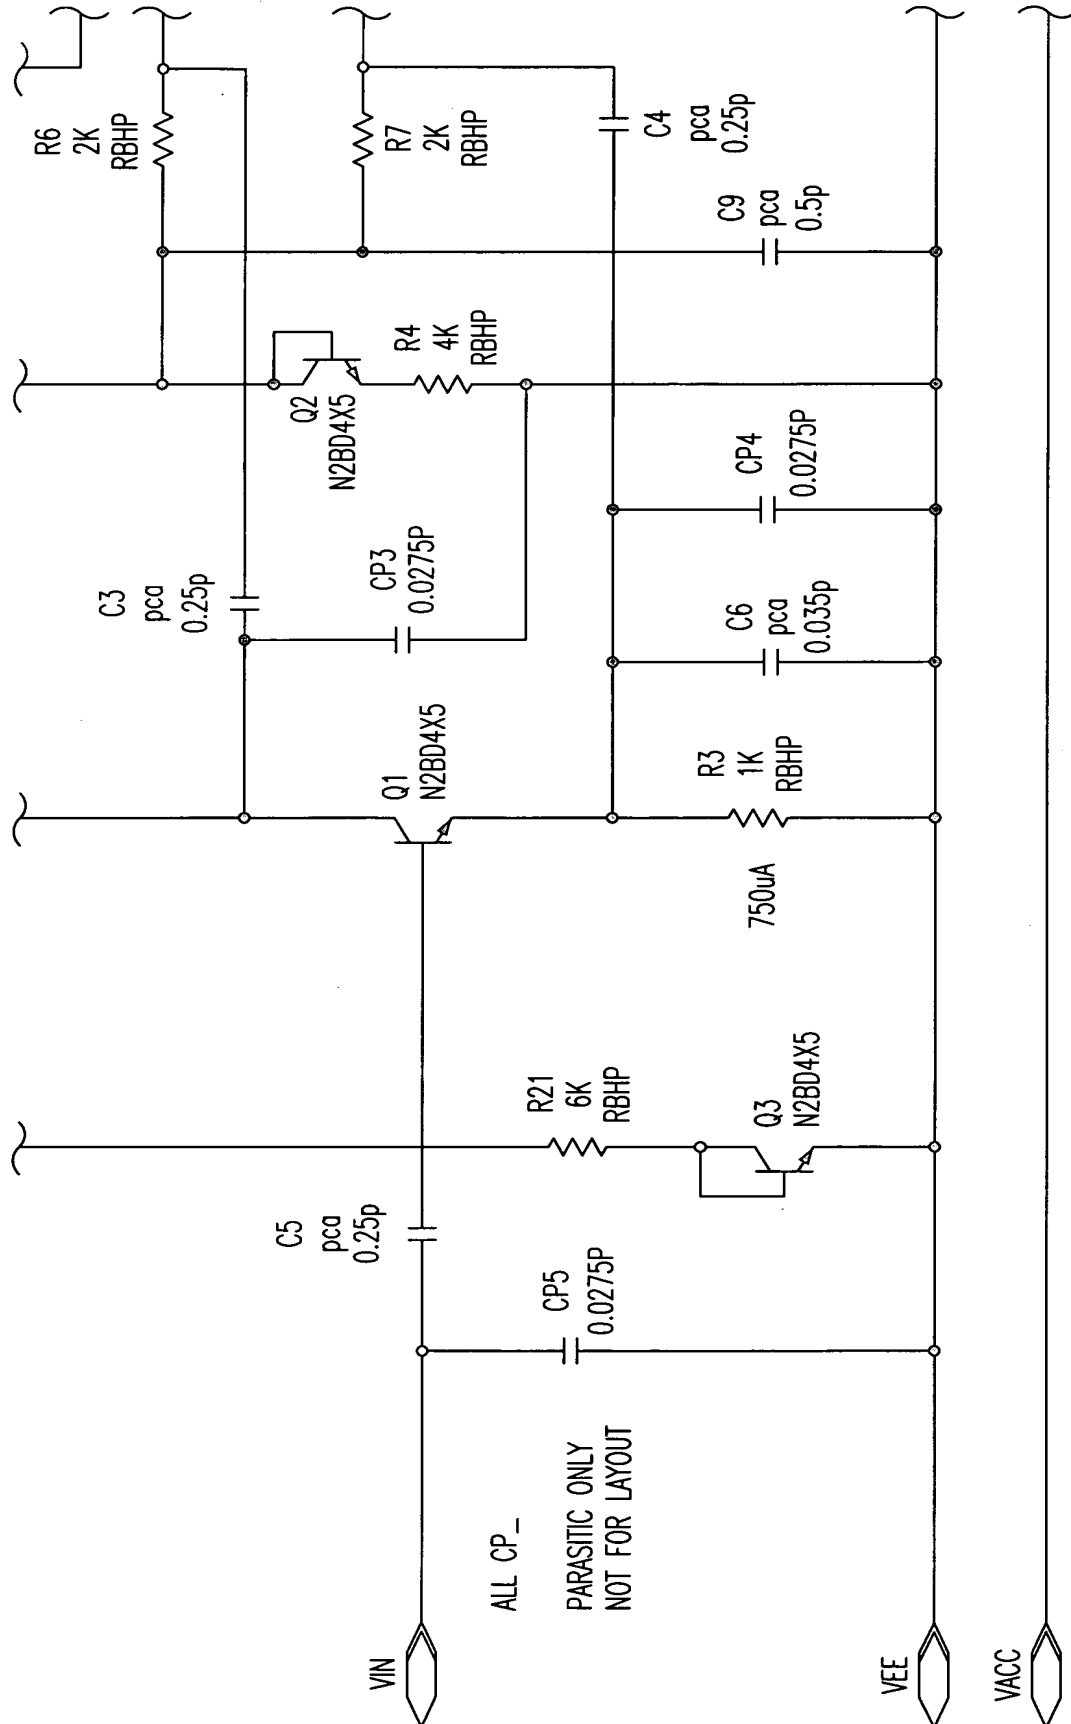 R6
2K
RBHP
R7
2K
RBHP
C4
pca
0.25p
C9
pca
0.5p
R4
4K
RBHP
Q2
N2BD4X5
CP4
0.0275P
C3
pca
0.25p
CP3
0.0275P
C6
pca
0.035p
Q1
N2BD4X5
R3
1K
RBHP
750uA
R21
6K
RBHP
Q3
N2BD4X5
C5
pca
0.25p
CP5
0.0275P
ALL CP_
PARASITIC ONLY
NOT FOR LAYOUT
VIN
VEE
VACC